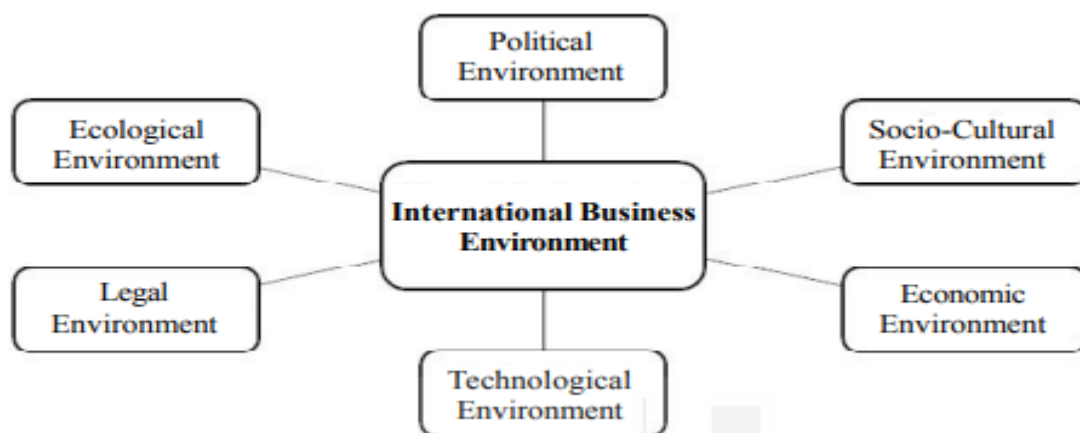 Political
Environment
Ecological
Environment
Socio-Cultural
Environment
International Business
Environment
Legal
Environment
Economic
Environment
Technological
Environment